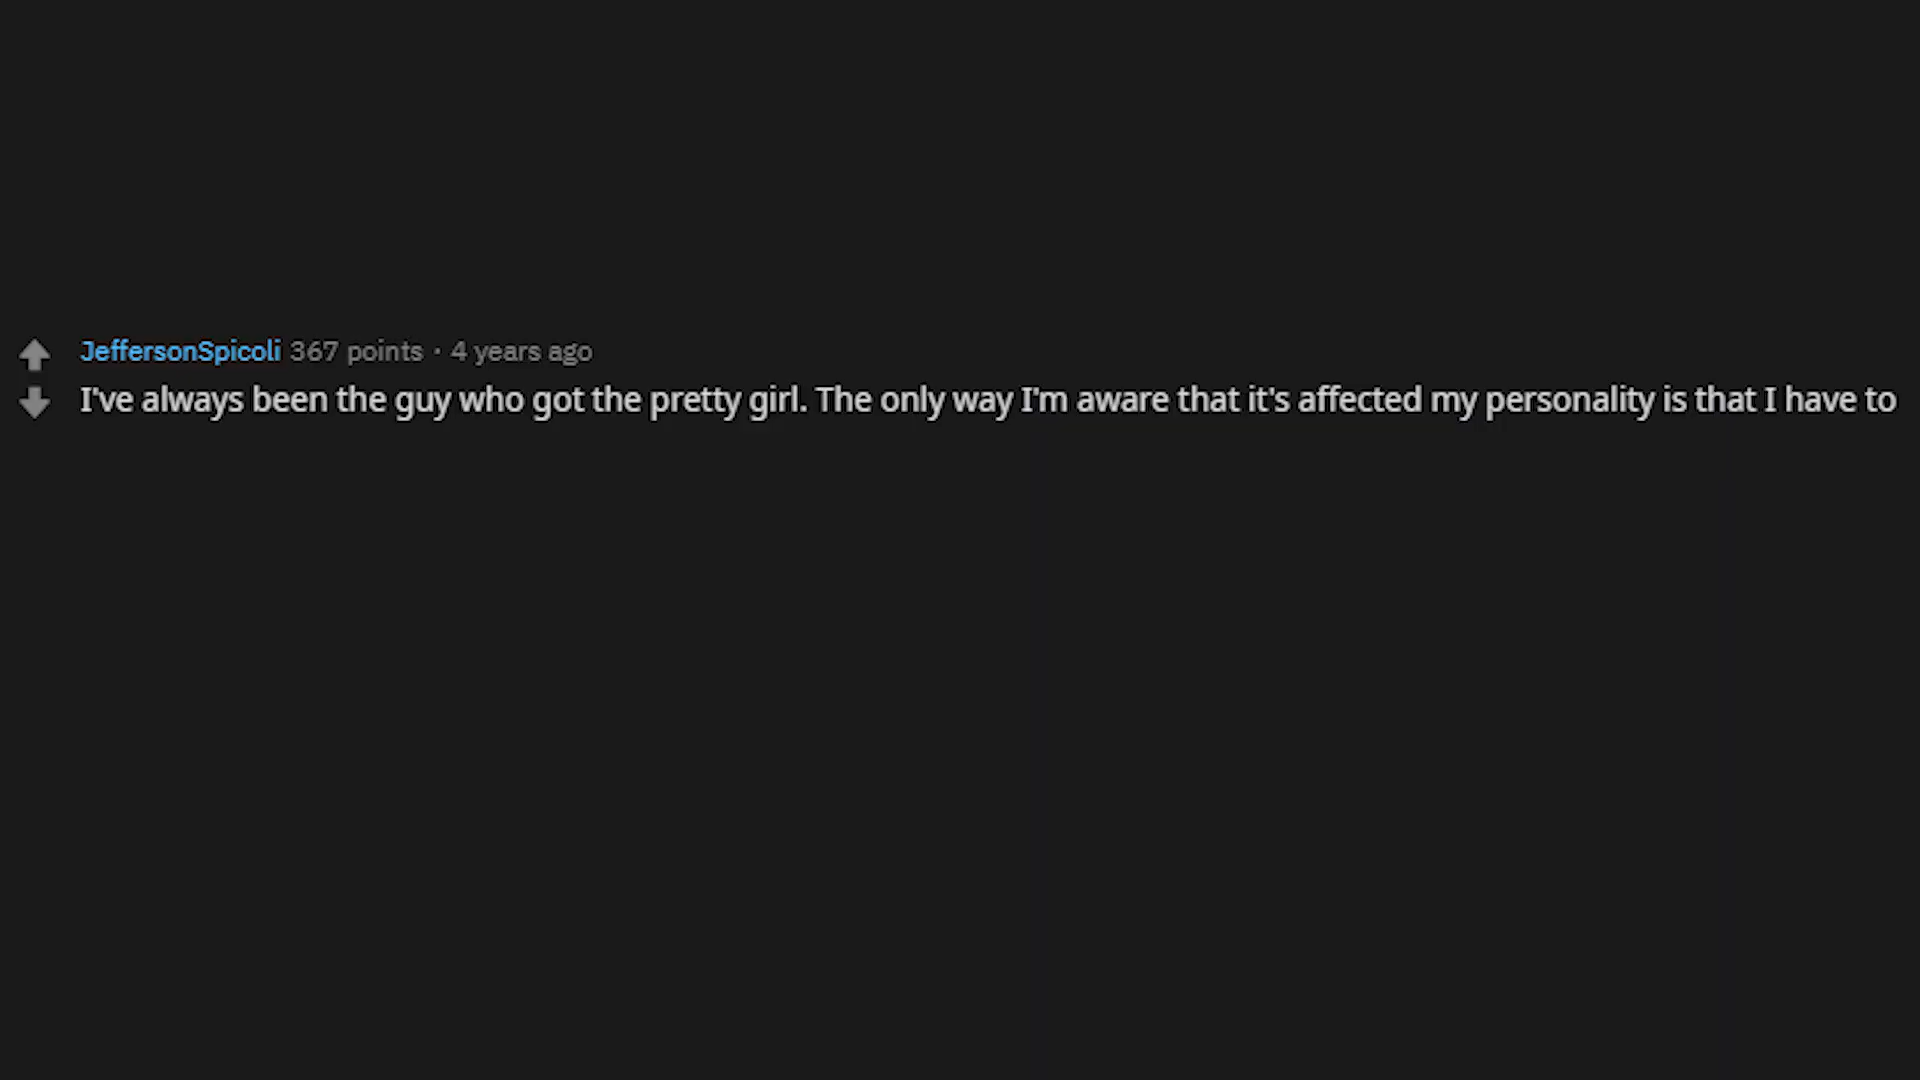 JeffersonSpicoli 367 points · 4 years ago
I've always been the guy who got the pretty girl. The only way I'm aware that it's affected my personality is that I have to